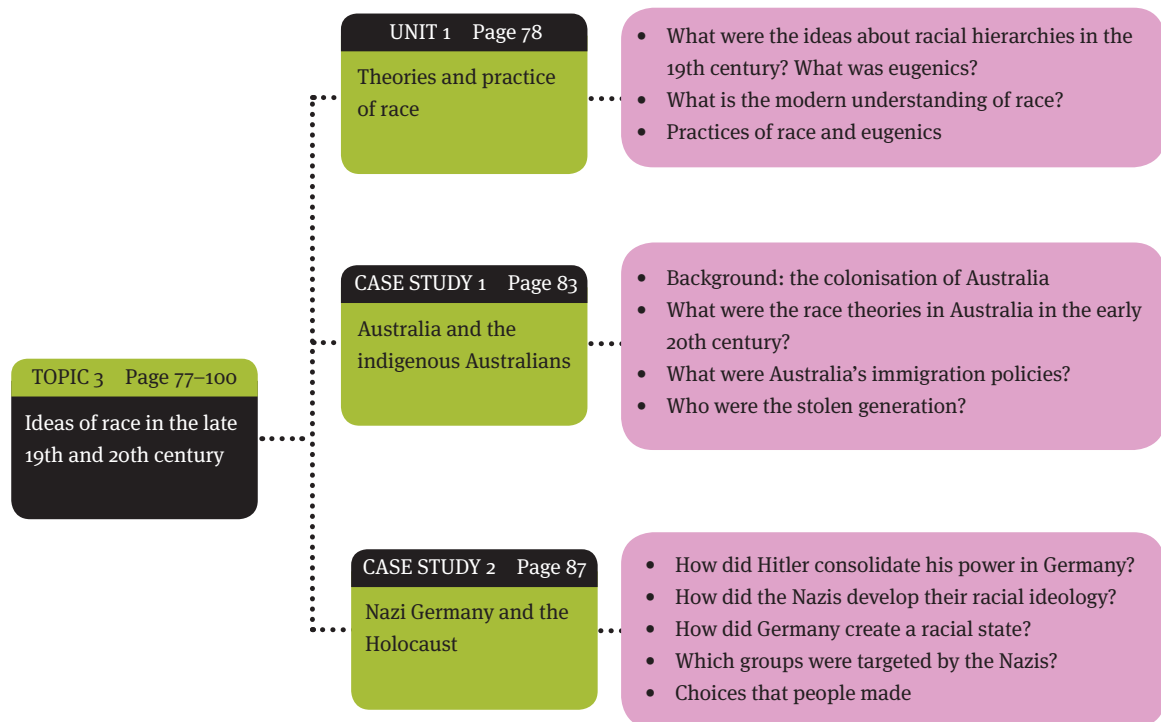 TOPIC 3 Page 77–100
Ideas of race in the late
19th and 20th century
UNIT 1 Page 78
Theories and practice
of race
• What were the ideas about racial hierarchies in the
19th century? What was eugenics?
• What is the modern understanding of race?
• Practices of race and eugenics
CASE STUDY 1 Page 83
Australia and the
indigenous Australians
• Background: the colonisation of Australia
• What were the race theories in Australia in the early
20th century?
• What were Australia’s immigration policies?
• Who were the stolen generation?
CASE STUDY 2 Page 87
Nazi Germany and the
Holocaust
• How did Hitler consolidate his power in Germany?
• How did the Nazis develop their racial ideology?
• How did Germany create a racial state?
• Which groups were targeted by the Nazis?
• Choices that people made